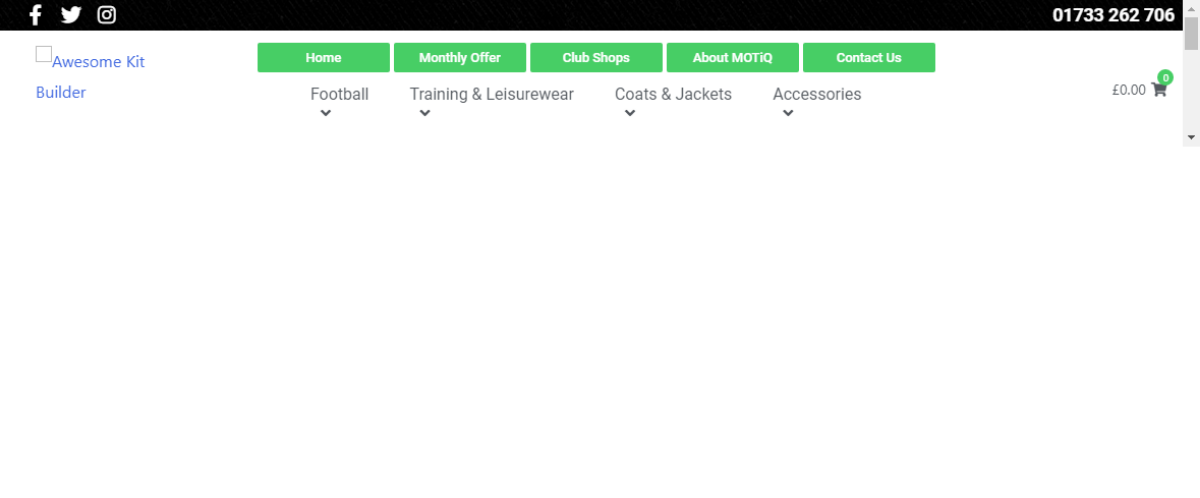 01733 262 706
Awesome Kit
Builder
Home Monthly Offer Club Shops About MOTiQ Contact Us
Football Training & Leisurewear Coats & Jackets Accessories
£0.00 0